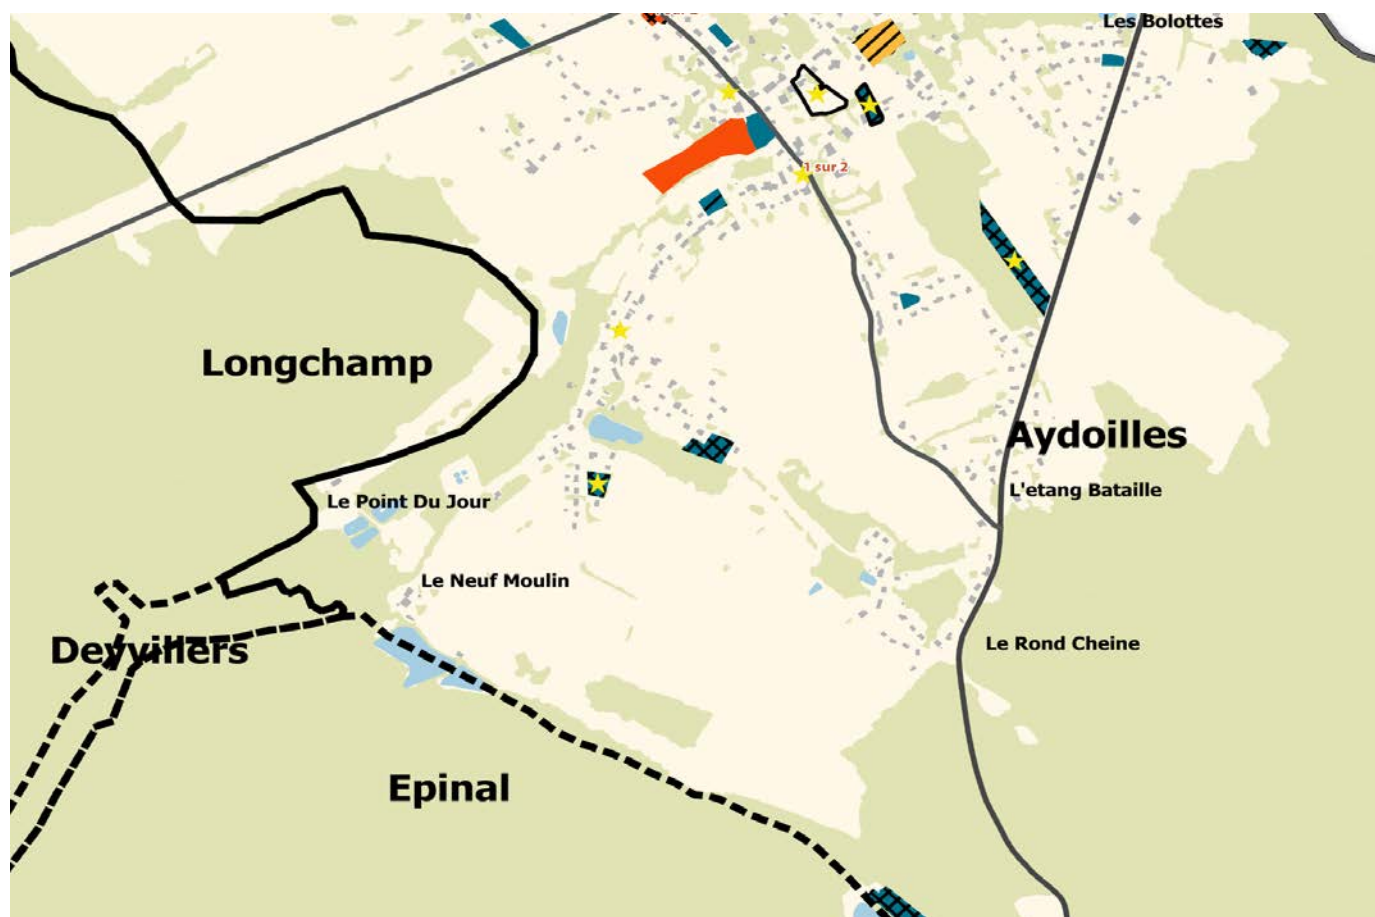 Les Bolottes
1 sur 2
Longchamp
Aydoilles
L'etang Bataille
Le Point Du Jour
Le Neuf Moulin
Le Rond Cheine
Deyvillers
Epinal